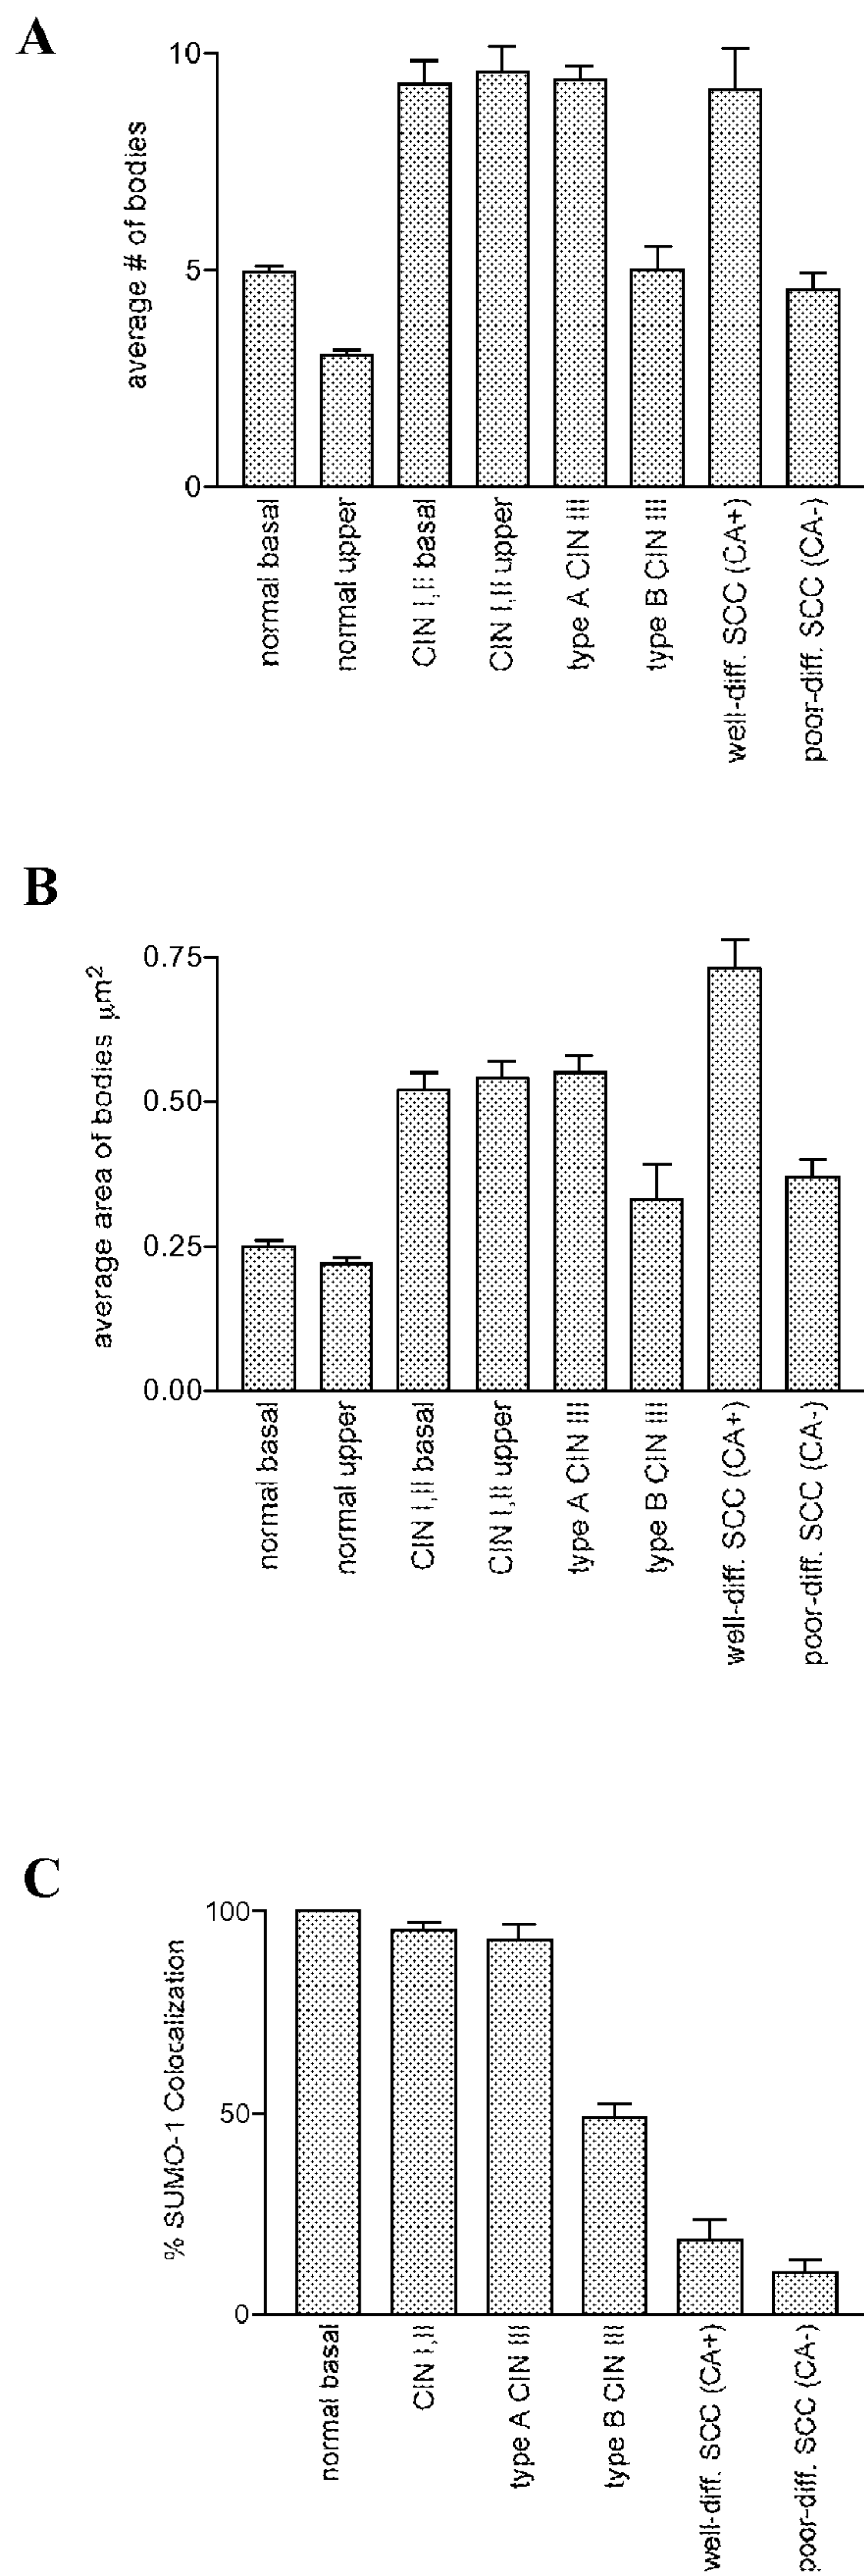 A
average # of bodies
10
5
0
normal basal
normal upper
CIN I,II basal
CIN I,II upper
type A CIN III
type B CIN III
well-diff. SCC (CA+)
poor-diff. SCC (CA-)
B
average area of bodies µm²
0.75
0.50
0.25
0.00
normal basal
normal upper
CIN I,II basal
CIN I,II upper
type A CIN III
type B CIN III
well-diff. SCC (CA+)
poor-diff. SCC (CA-)
C
% SUMO-1 Colocalization
100
50
0
normal basal
CIN I,II
type A CIN III
type B CIN III
well-diff. SCC (CA+)
poor-diff. SCC (CA-)